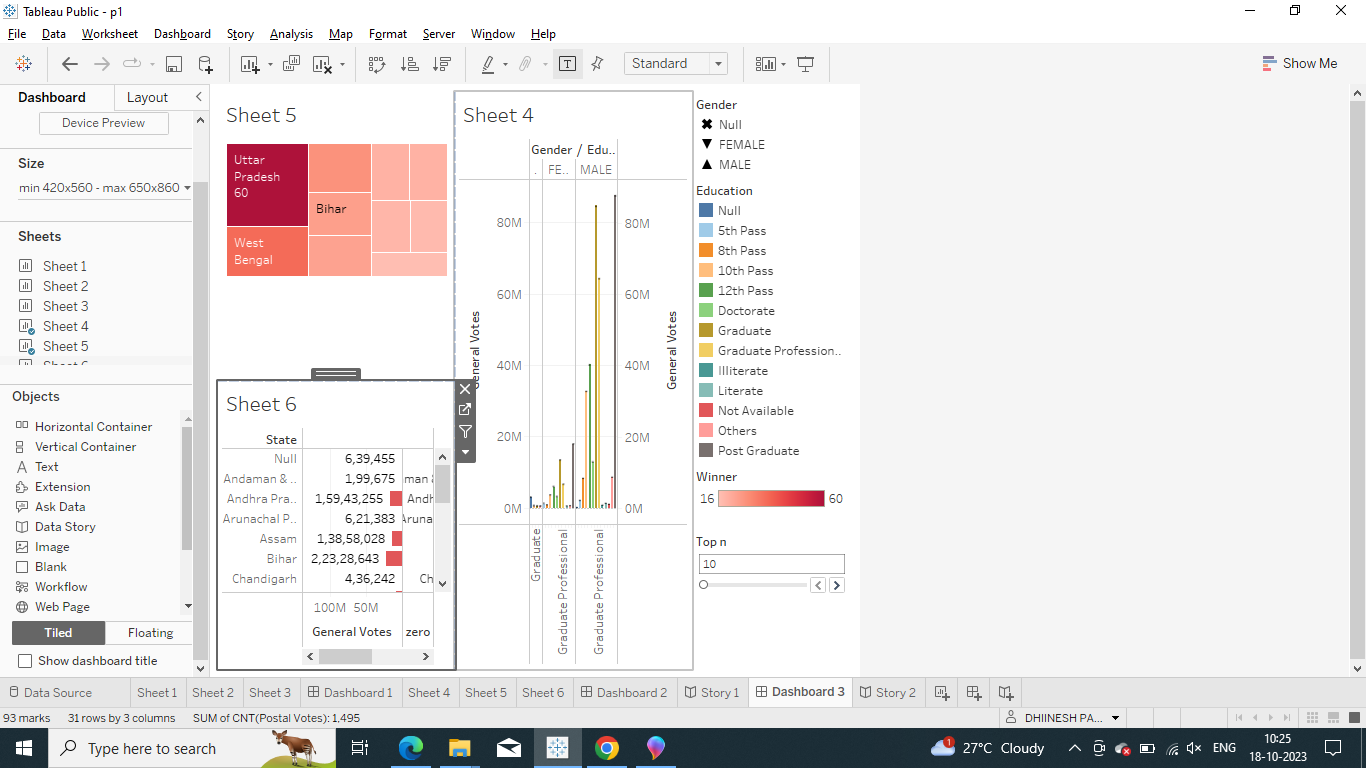 Tableau Public - p1
File Data Worksheet Dashboard Story Analysis Map Format Server Window Help
Standard
Show Me
Dashboard Layout
Device Preview
Size
min 420x560 - max 650x860
Sheets
Sheet 1
Sheet 2
Sheet 3
Sheet 4
Sheet 5
Objects
Horizontal Container
Vertical Container
Text
Extension
Ask Data
Data Story
Image
Blank
Workflow
Web Page
Tiled Floating
Show dashboard title
Sheet 5
Uttar
Pradesh
60
Bihar
West
Bengal
Sheet 6
State
Null 6,39,455
Andaman & .. 1,99,675
Andhra Pra.. 1,59,43,255
Arunachal P.. 6,21,383
Assam 1,38,58,028
Bihar 2,23,28,643
Chandigarh 4,36,242
100M 50M
General Votes zero
Sheet 4
Gender / Edu..
. FE.. MALE
80M 80M
60M 60M
40M 40M
20M 20M
0M 0M
General Votes
General Votes
Graduate
Graduate Professional
Graduate Professional
Gender
Null
FEMALE
MALE
Education
Null
5th Pass
8th Pass
10th Pass
12th Pass
Doctorate
Graduate
Graduate Profession..
Illiterate
Literate
Not Available
Others
Post Graduate
Winner
16 60
Top n
10
Data Source Sheet 1 Sheet 2 Sheet 3 Dashboard 1 Sheet 4 Sheet 5 Sheet 6 Dashboard 2 Story 1 Dashboard 3 Story 2
93 marks 31 rows by 3 columns SUM of CNT(Postal Votes): 1,495
DHINESH PA...
Type here to search
1
27°C Cloudy
ENG
10:25
18-10-2023